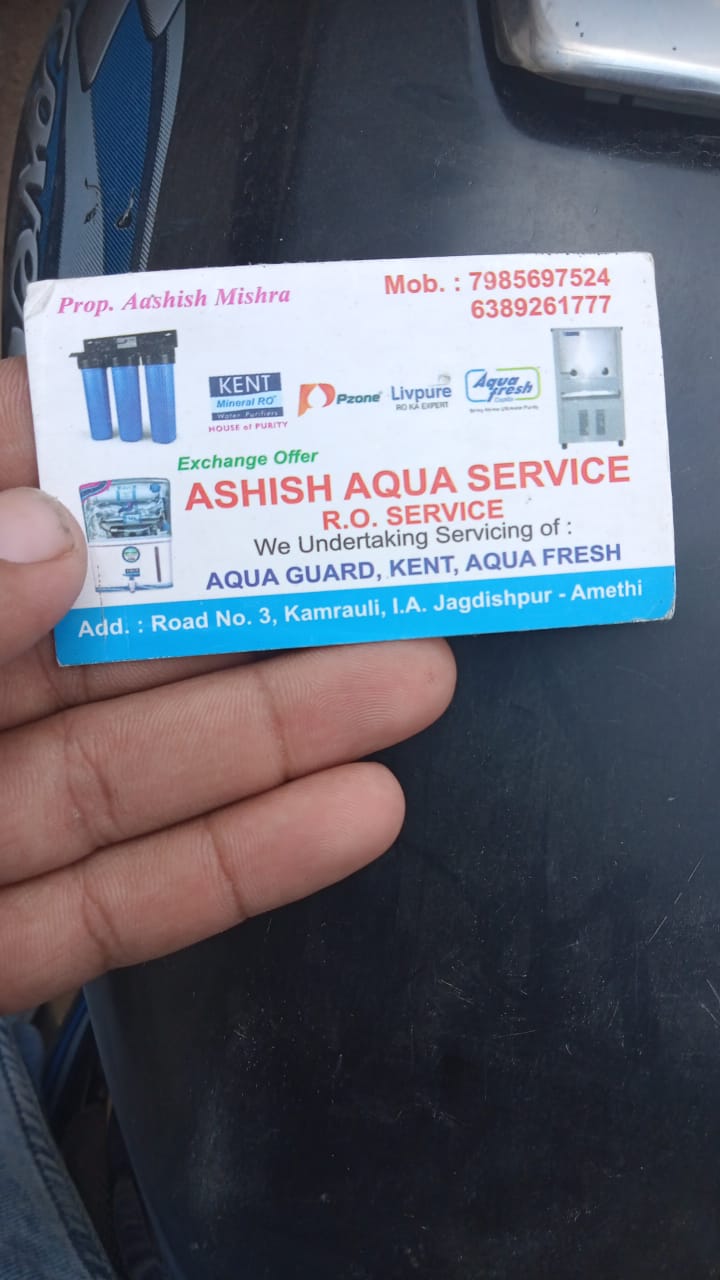 Prop. Aashish Mishra
Mob. : 7985697524
6389261777
KENT
Mineral RO
Water Purifiers
HOUSE of PURITY
Pzone
Livpure
RO KA EXPERT
Aqua
fresh
Exchange Offer
ASHISH AQUA SERVICE
R.O. SERVICE
We Undertaking Servicing of :
AQUA GUARD, KENT, AQUA FRESH
Add. : Road No. 3, Kamrauli, I.A. Jagdishpur - Amethi